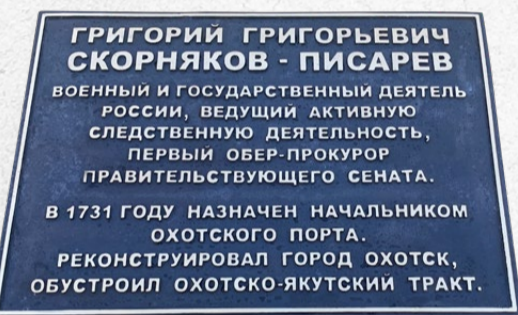 ГРИГОРИЙ ГРИГОРЬЕВИЧ
СКОРНЯКОВ - ПИСАРЕВ
ВОЕННЫЙ И ГОСУДАРСТВЕННЫЙ ДЕЯТЕЛЬ
РОССИИ, ВЕДУЩИЙ АКТИВНУЮ
СЛЕДСТВЕННУЮ ДЕЯТЕЛЬНОСТЬ,
ПЕРВЫЙ ОБЕР-ПРОКУРОР
ПРАВИТЕЛЬСТВУЮЩЕГО СЕНАТА.
В 1731 ГОДУ НАЗНАЧЕН НАЧАЛЬНИКОМ
ОХОТСКОГО ПОРТА.
РЕКОНСТРУИРОВАЛ ГОРОД ОХОТСК,
ОБУСТРОИЛ ОХОТСКО-ЯКУТСКИЙ ТРАКТ.